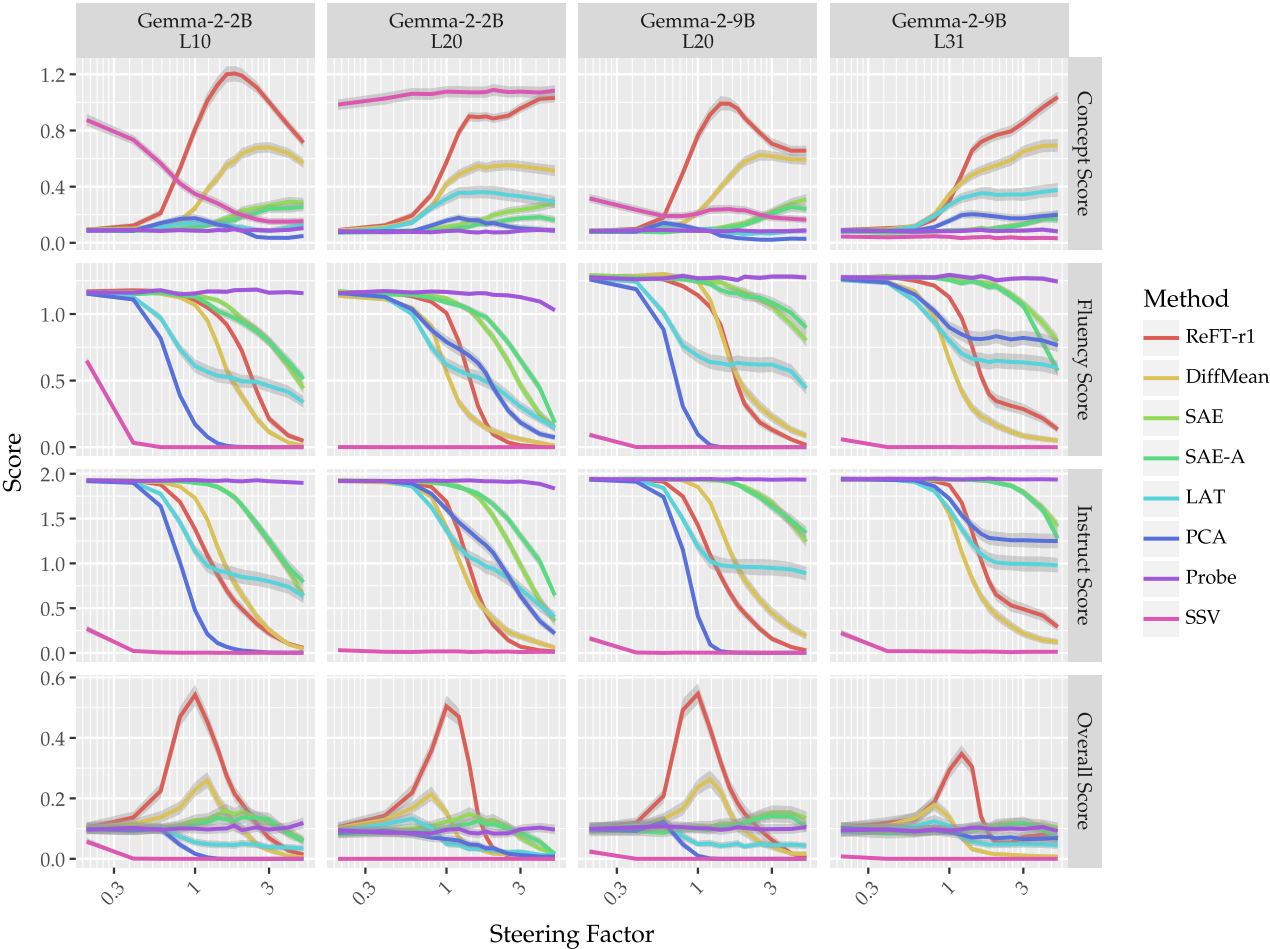 Gemma-2-2B
L10
Gemma-2-2B
L20
Gemma-2-9B
L20
Gemma-2-9B
L31
1.2
0.8
0.4
0.0
Concept Score
1.0
0.5
0.0
Fluency Score
2.0
1.5
1.0
0.5
0.0
Instruct Score
0.6
0.4
0.2
0.0
Overall Score
Score
0.3 1 3
0.3 1 3
0.3 1 3
0.3 1 3
Steering Factor
Method
ReFT-r1
DiffMean
SAE
SAE-A
LAT
PCA
Probe
SSV